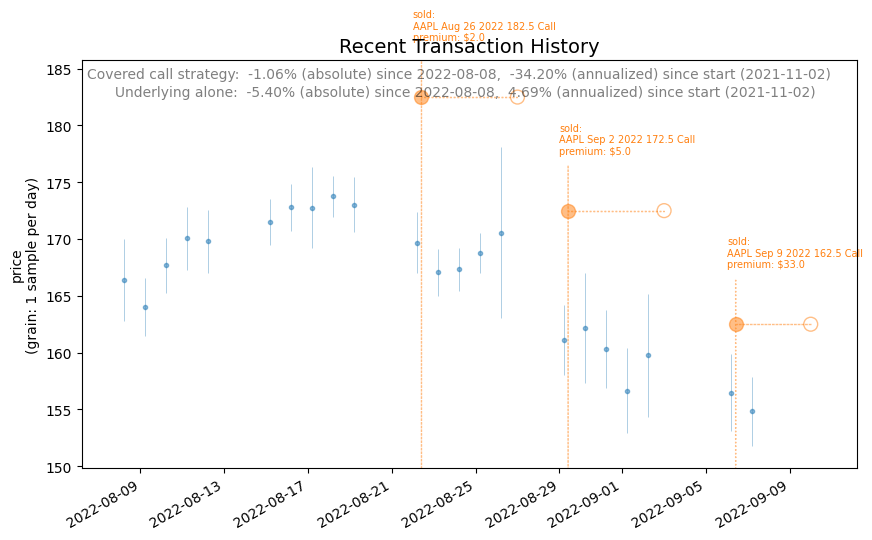 sold:
AAPL Aug 26 2022 182.5 Call
premium: $2.0
Recent Transaction History
Covered call strategy:  -1.06% (absolute) since 2022-08-08,  -34.20% (annualized) since start (2021-11-02)
Underlying alone:  -5.40% (absolute) since 2022-08-08,  4.69% (annualized) since start (2021-11-02)
sold:
AAPL Sep 2 2022 172.5 Call
premium: $5.0
sold:
AAPL Sep 9 2022 162.5 Call
premium: $33.0
price
(grain: 1 sample per day)
185
180
175
170
165
160
155
150
2022-08-09
2022-08-13
2022-08-17
2022-08-21
2022-08-25
2022-08-29
2022-09-01
2022-09-05
2022-09-09